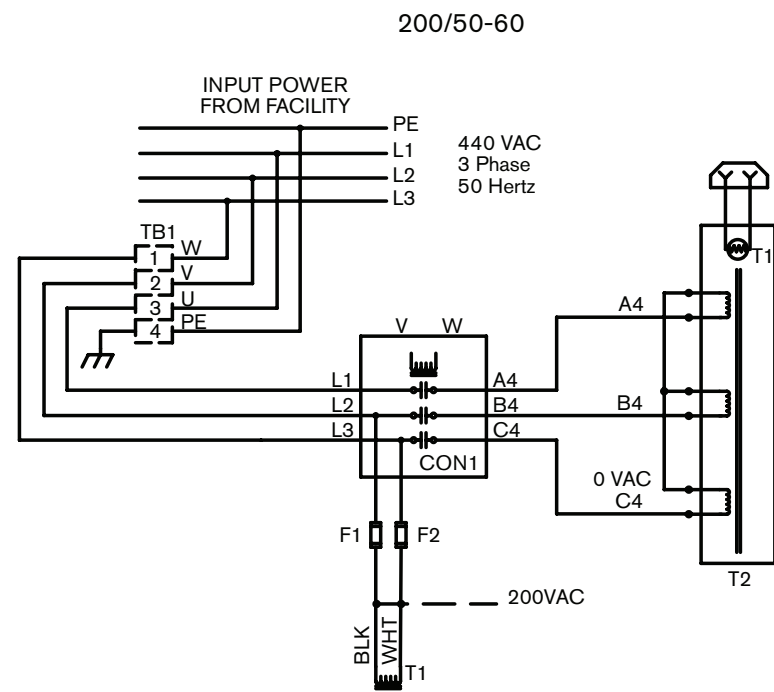 200/50-60
INPUT POWER
FROM FACILITY
PE
L1
L2
L3
440 VAC
3 Phase
50 Hertz
TB1
1 W
2 V
3 U
4 PE
T1
V W
A4
L1 A4
L2 B4 B4
L3 C4
CON1
0 VAC
C4
F1 F2
T2
200VAC
BLK
WHT
T1